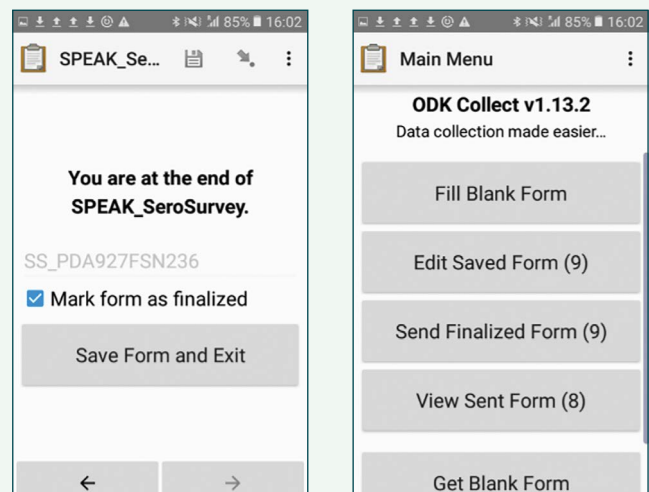 85% 16:02
SPEAK_Se...
You are at the end of
SPEAK_SeroSurvey.
SS_PDA927FSN236
Mark form as finalized
Save Form and Exit
85% 16:02
Main Menu
ODK Collect v1.13.2
Data collection made easier...
Fill Blank Form
Edit Saved Form (9)
Send Finalized Form (9)
View Sent Form (8)
Get Blank Form